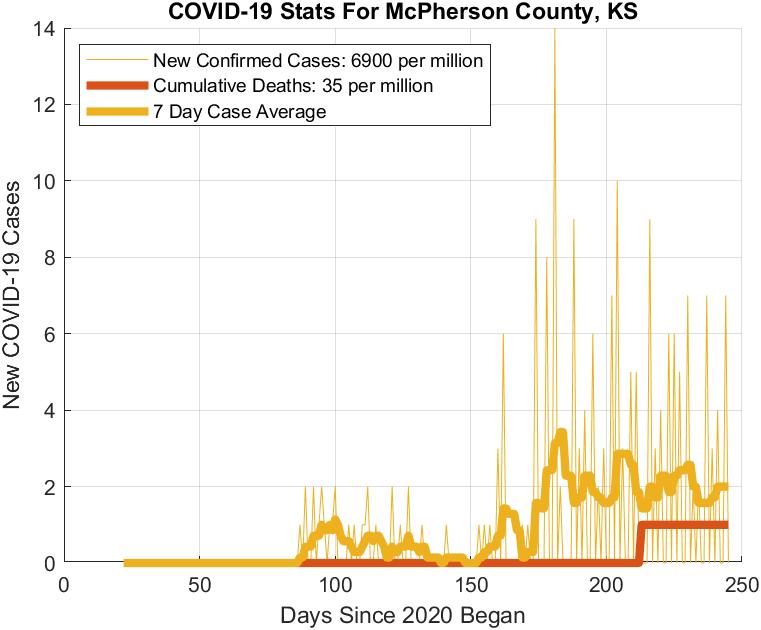 COVID-19 Stats For McPherson County, KS
New Confirmed Cases: 6900 per million
Cumulative Deaths: 35 per million
7 Day Case Average
New COVID-19 Cases
14
12
10
8
6
4
2
0
0 50 100 150 200 250
Days Since 2020 Began